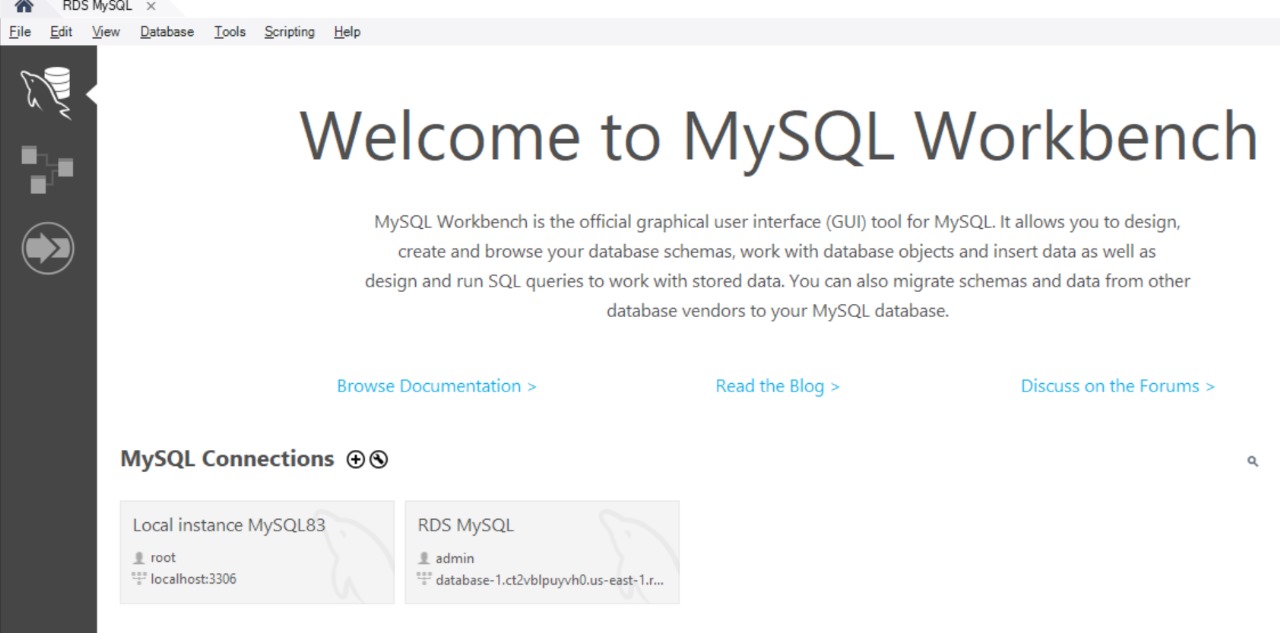 RDS MySQL
File Edit View Database Tools Scripting Help
Welcome to MySQL Workbench
MySQL Workbench is the official graphical user interface (GUI) tool for MySQL. It allows you to design,
create and browse your database schemas, work with database objects and insert data as well as
design and run SQL queries to work with stored data. You can also migrate schemas and data from other
database vendors to your MySQL database.
Browse Documentation > Read the Blog > Discuss on the Forums >
MySQL Connections
Local instance MySQL83
root
localhost:3306
RDS MySQL
admin
database-1.ct2vblpuyvh0.us-east-1.r...